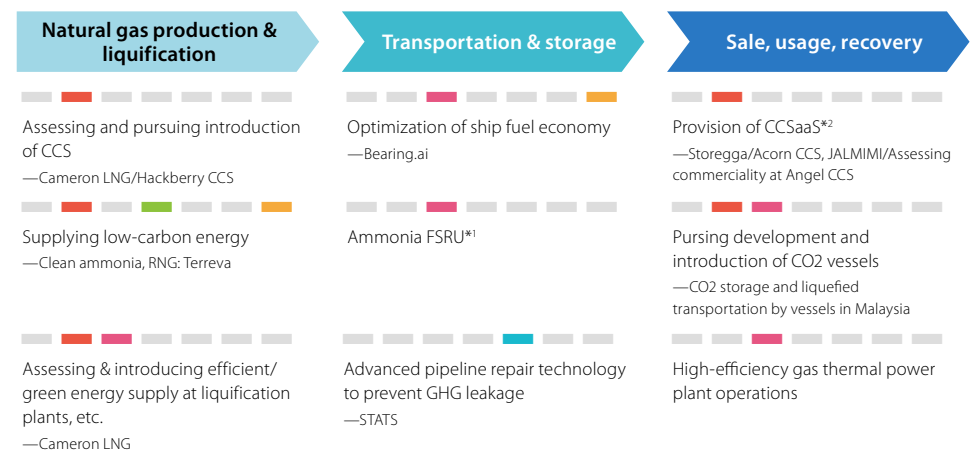 Natural gas production &
liquification
Transportation & storage
Sale, usage, recovery
Assessing and pursuing introduction
of CCS
—Cameron LNG/Hackberry CCS
Optimization of ship fuel economy
—Bearing.ai
Provision of CCSaaS*2
—Storegga/Acorn CCS, JALMIMI/Assessing
commerciality at Angel CCS
Supplying low-carbon energy
—Clean ammonia, RNG: Terreva
Ammonia FSRU*1
Pursing development and
introduction of CO2 vessels
—CO2 storage and liquefied
transportation by vessels in Malaysia
Assessing & introducing efficient/
green energy supply at liquification
plants, etc.
—Cameron LNG
Advanced pipeline repair technology
to prevent GHG leakage
—STATS
High-efficiency gas thermal power
plant operations